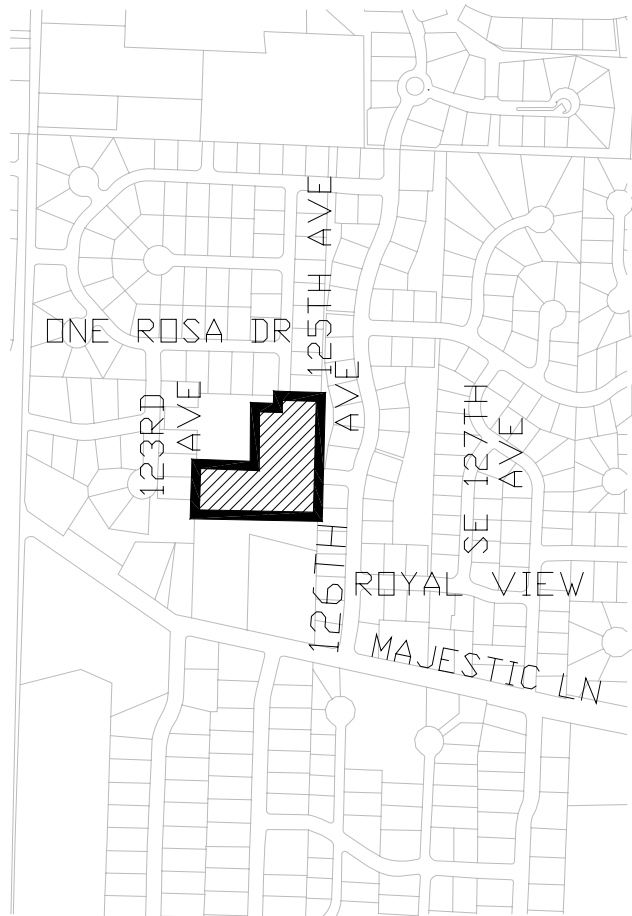 125TH AVE
ONE ROSA DR
AVE
123RD
AVE
SE 127TH
AVE
126TH
ROYAL VIEW
MAJESTIC LN